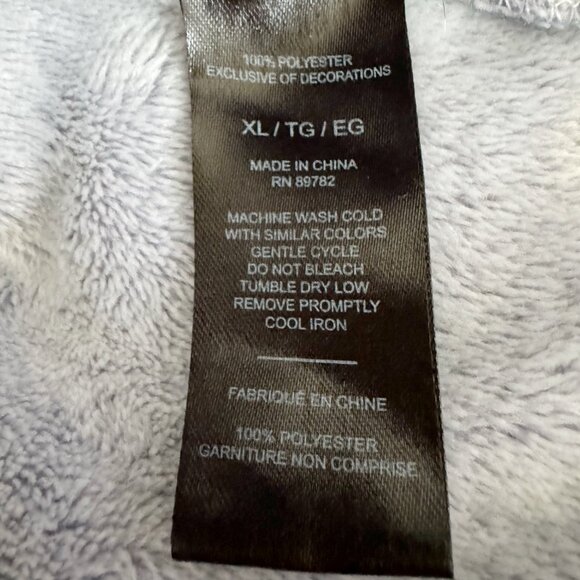 100% POLYESTER
EXCLUSIVE OF DECORATIONS
XL / TG / EG
MADE IN CHINA
RN 89782
MACHINE WASH COLD
WITH SIMILAR COLORS
GENTLE CYCLE
DO NOT BLEACH
TUMBLE DRY LOW
REMOVE PROMPTLY
COOL IRON
FABRIQUÉ EN CHINE
100% POLYESTER
GARNITURE NON COMPRISE